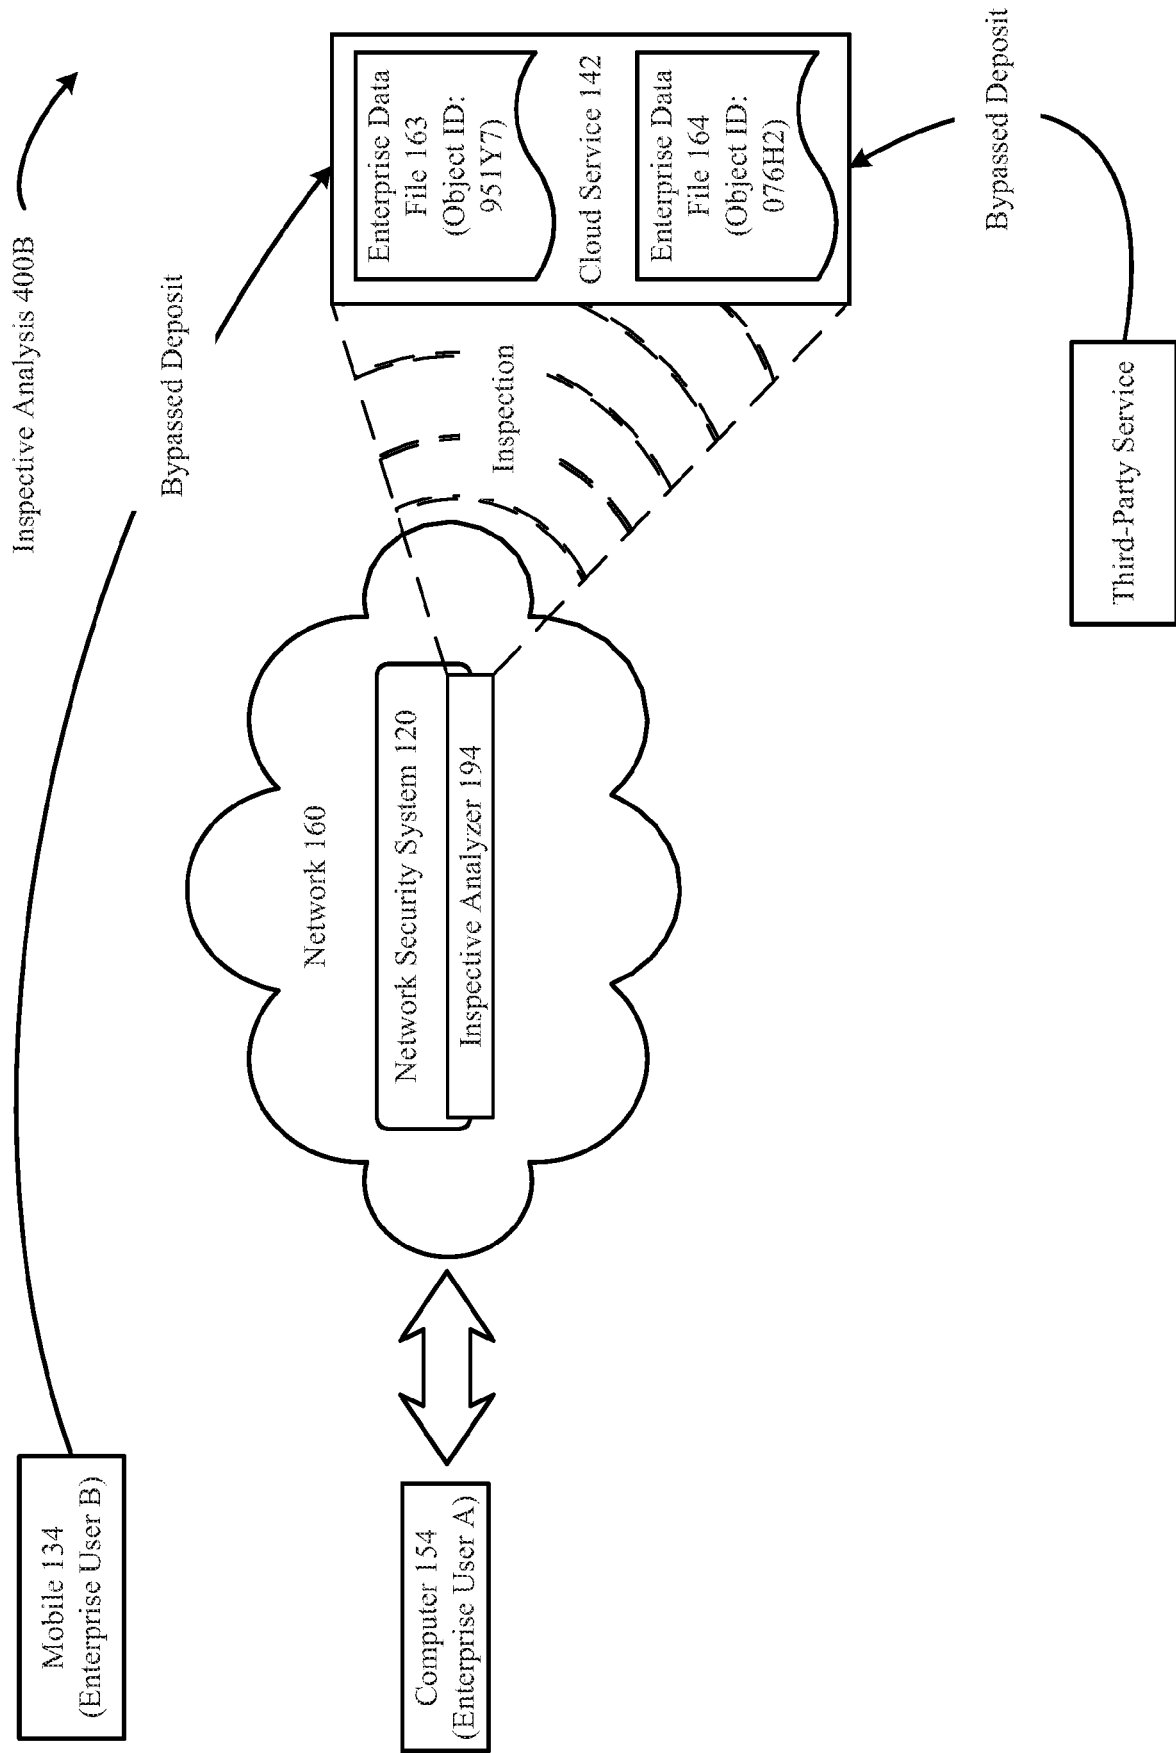 Inspective Analysis 400B
Mobile 134
(Enterprise User B)
Bypassed Deposit
Computer 154
(Enterprise User A)
Network 160
Network Security System 120
Inspective Analyzer 194
Inspection
Enterprise Data
File 163
(Object ID:
951Y7)
Cloud Service 142
Enterprise Data
File 164
(Object ID:
076H2)
Bypassed Deposit
Third-Party Service